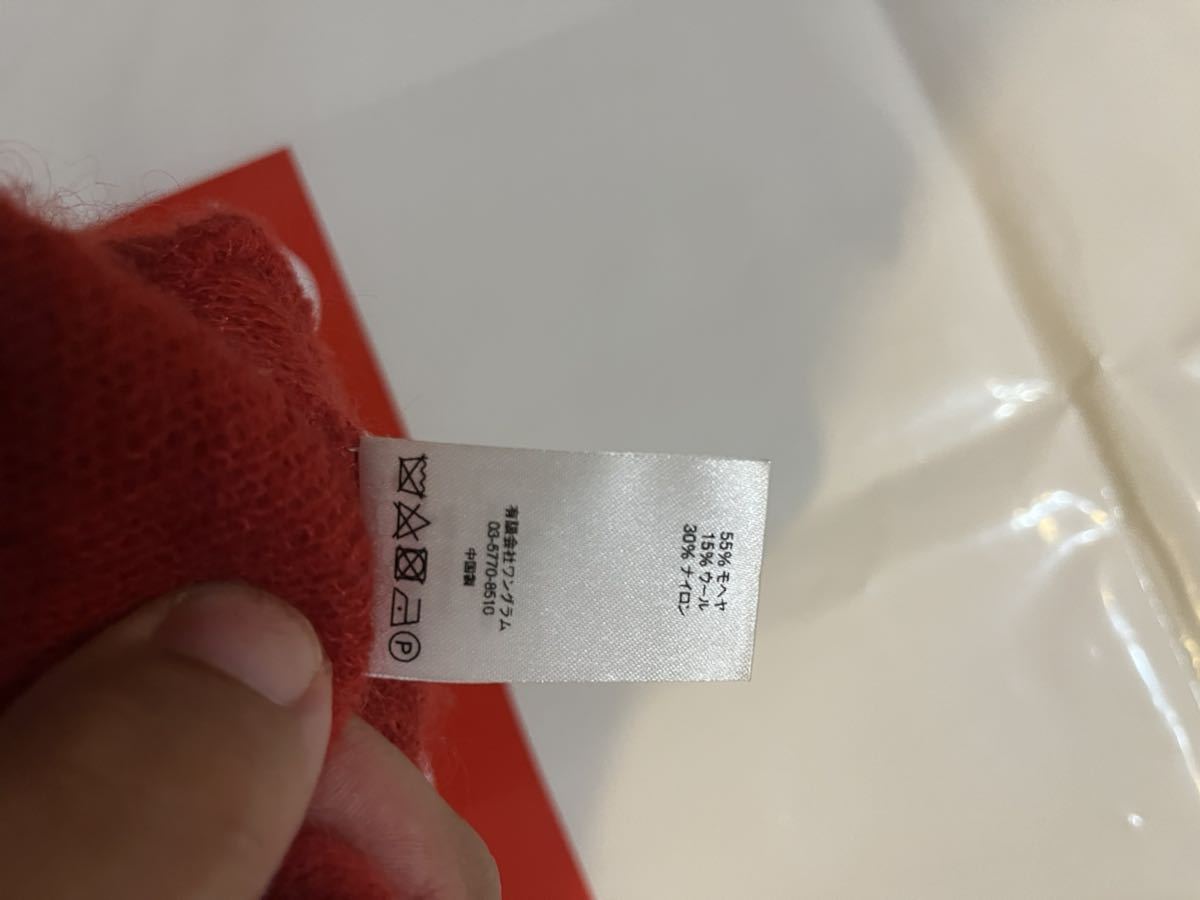 55% モヘヤ
15% ウール
30% ナイロン
有限会社ワングラム
03-6770-8510
中国製
P